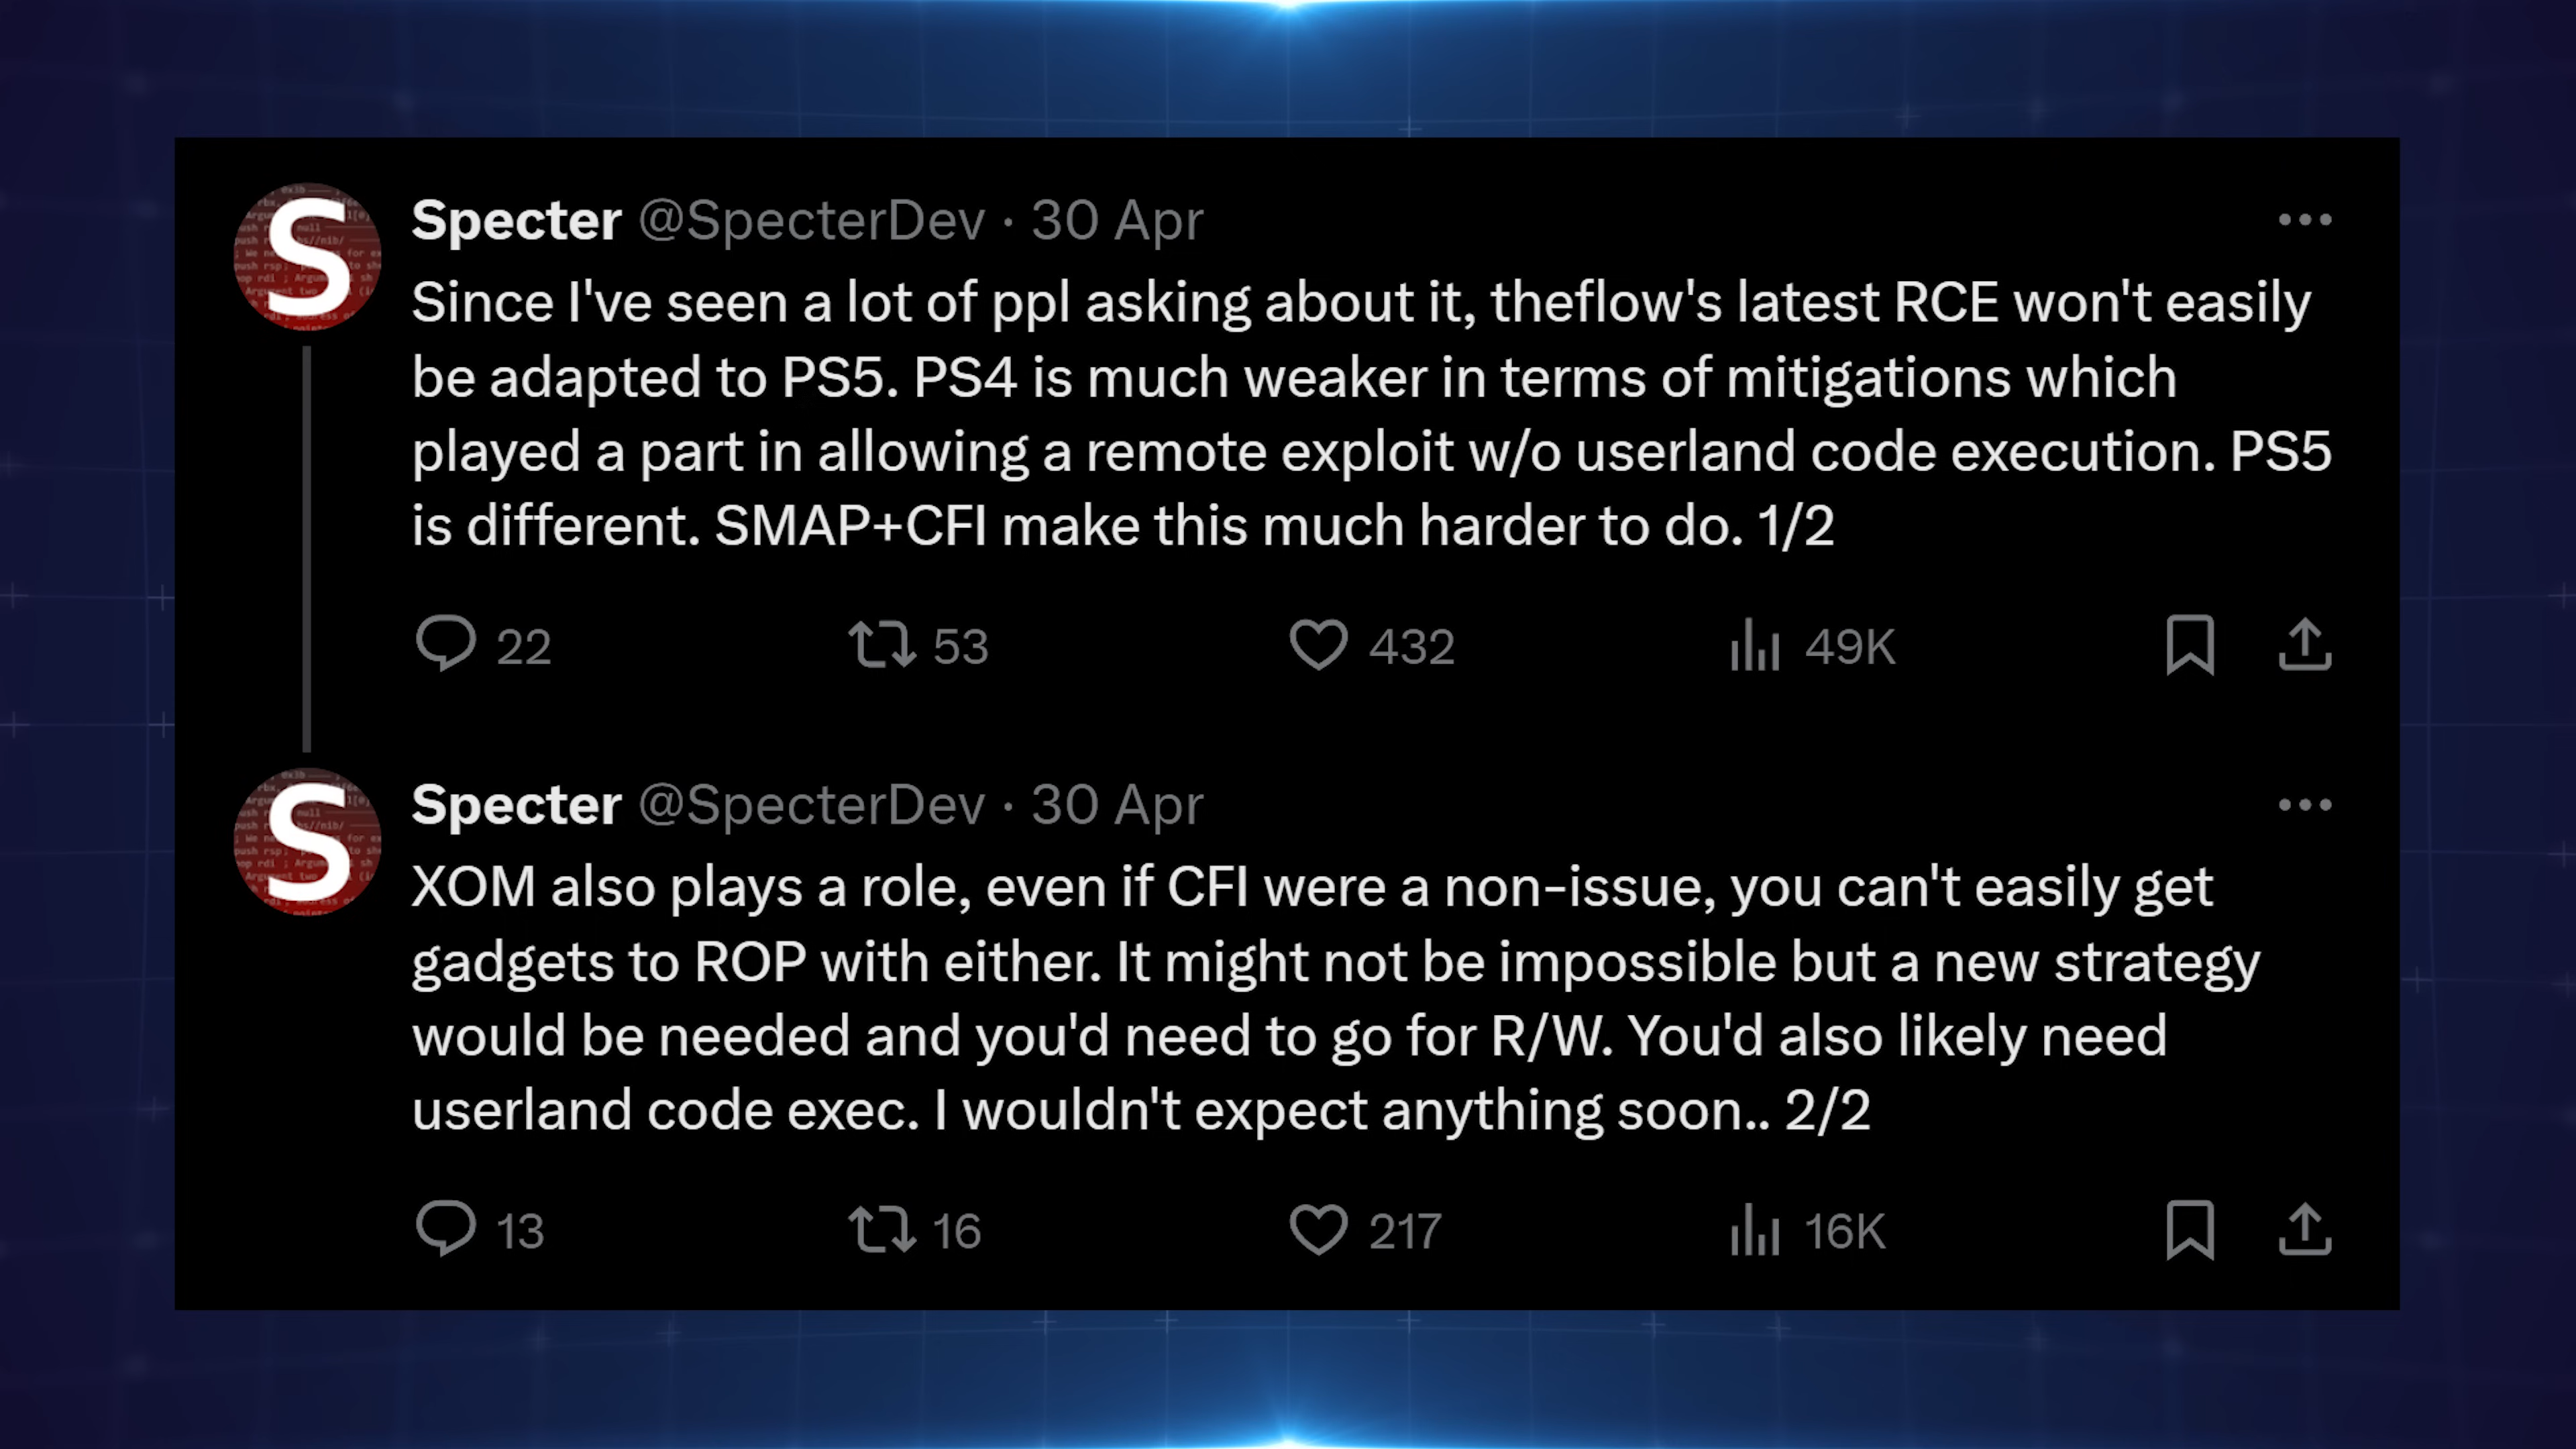 Specter @SpecterDev · 30 Apr
Since I've seen a lot of ppl asking about it, theflow's latest RCE won't easily
be adapted to PS5. PS4 is much weaker in terms of mitigations which
played a part in allowing a remote exploit w/o userland code execution. PS5
is different. SMAP+CFI make this much harder to do. 1/2
22 53 432 49K
Specter @SpecterDev · 30 Apr
XOM also plays a role, even if CFI were a non-issue, you can't easily get
gadgets to ROP with either. It might not be impossible but a new strategy
would be needed and you'd need to go for R/W. You'd also likely need
userland code exec. I wouldn't expect anything soon.. 2/2
13 16 217 16K